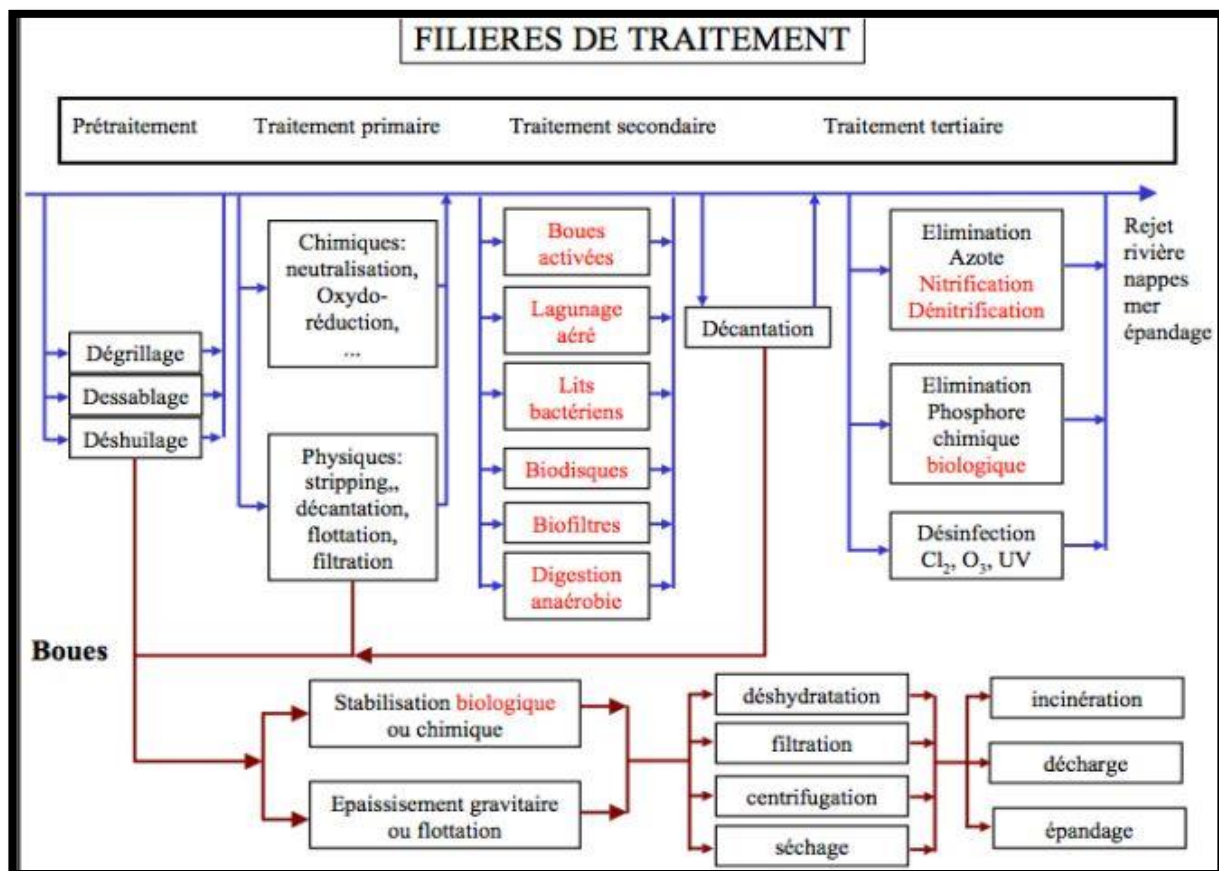 FILIERES DE TRAITEMENT
Prétraitement
Traitement primaire
Traitement secondaire
Traitement tertiaire
Dégrillage
Dessablage
Déshuilage
Chimiques:
neutralisation,
Oxydo-
réduction,
...
Physiques:
stripping,,
décantation,
flottation,
filtration
Boues
activées
Lagunage
aéré
Lits
bactériens
Biodisques
Biofiltres
Digestion
anaérobie
Décantation
Elimination
Azote
Nitrification
Dénitrification
Elimination
Phosphore
chimique
biologique
Désinfection
Cl₂, O₃, UV
Rejet
rivière
nappes
mer
épandage
Boues
Stabilisation biologique
ou chimique
Epaissisement gravitaire
ou flottation
déshydratation
filtration
centrifugation
séchage
incinération
décharge
épandage